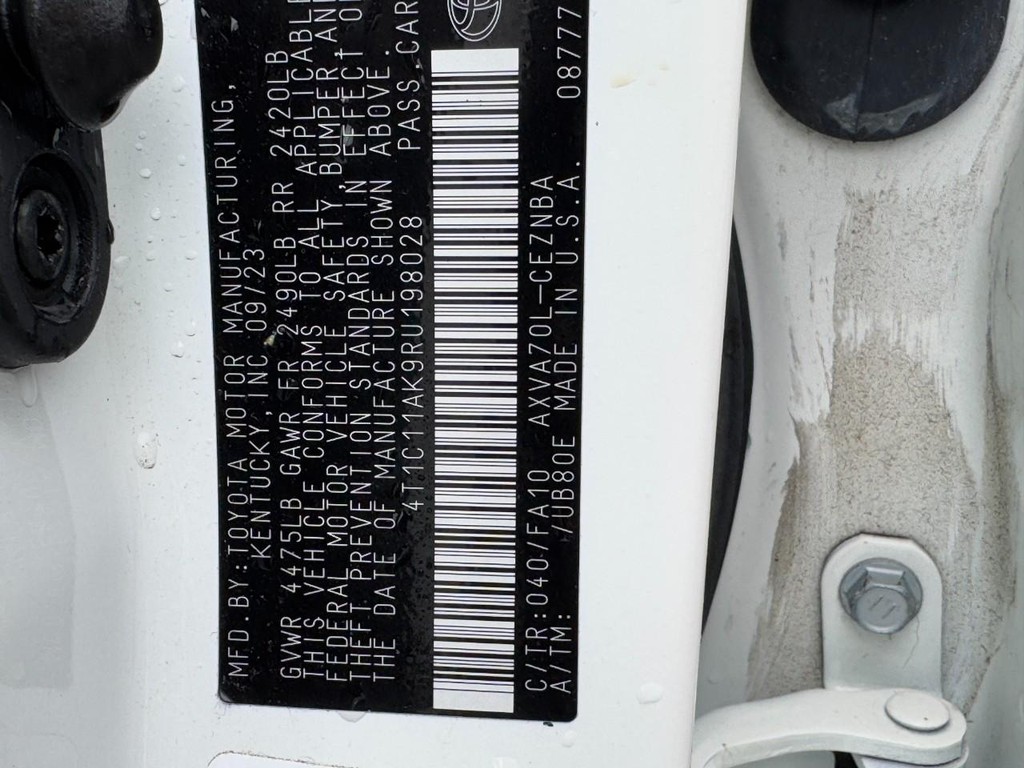 MFD.BY:TOYOTA MOTOR MANUFACTURING,
KENTUCKY,INC 09/23
GVWR 4475LB GAWR FR 2490LB RR 2420LB
THIS VEHICLE CONFORMS TO ALL APPLICABLE
FEDERAL MOTOR VEHICLE SAFETY,BUMPER,AND
THEFT PREVENTION STANDARDS IN EFFECT ON
THE DATE OF MANUFACTURE SHOWN ABOVE.
4T1C11AK9RU198028 PASS.CAR
C/TR:040/FA10 AXVA70L-CEZNBA
A/TM: /UB80E MADE IN U.S.A. 08777